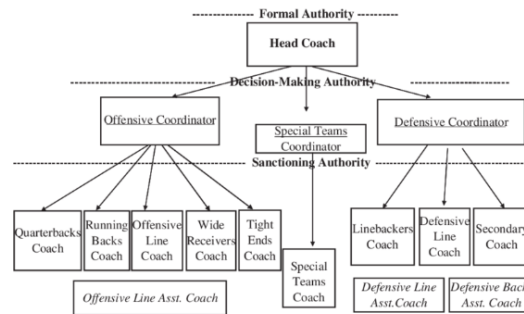 Formal Authority
Head Coach
Decision-Making Authority
Offensive Coordinator
Special Teams
Coordinator
Defensive Coordinator
Sanctioning Authority
Quarterbacks
Coach
Running
Backs
Coach
Offensive
Line
Coach
Wide
Receivers
Coach
Tight
Ends
Coach
Special
Teams
Coach
Linebackers
Coach
Defensive
Line
Coach
Secondary
Coach
Offensive Line Asst. Coach
Defensive Line
Asst.Coach
Defensive Back
Asst. Coach